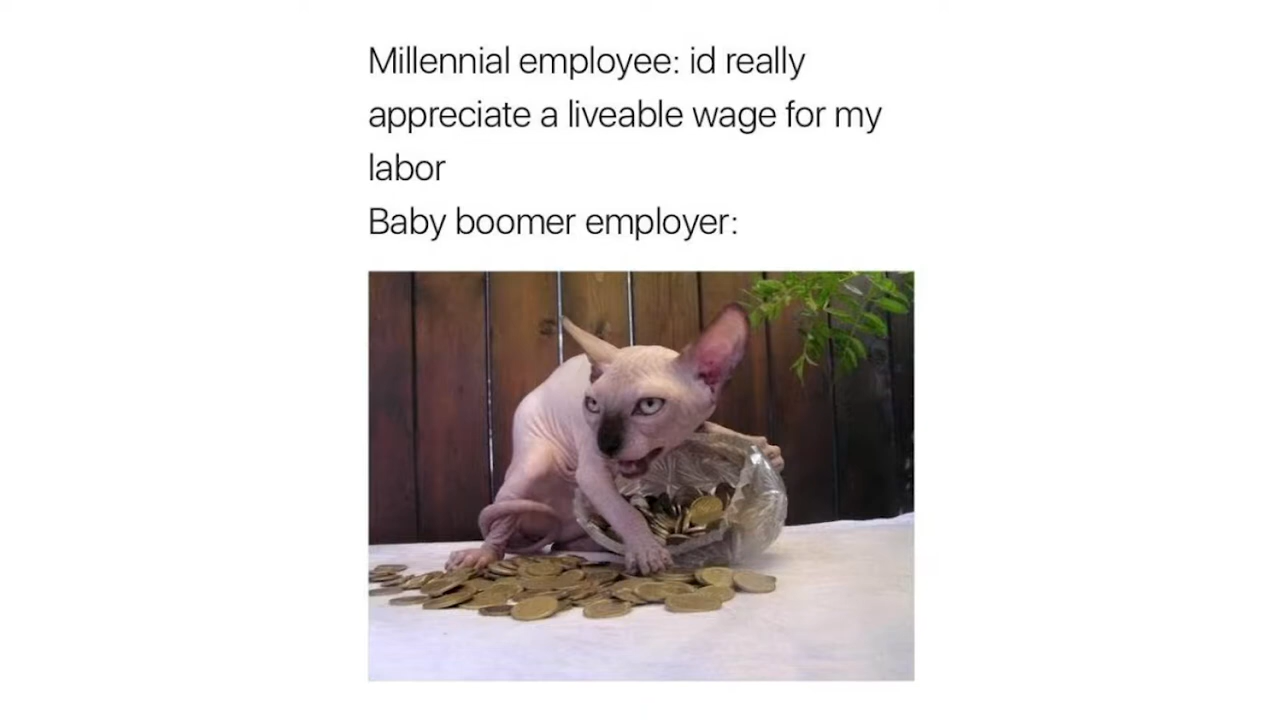 Millennial employee: id really
appreciate a liveable wage for my
labor
Baby boomer employer: